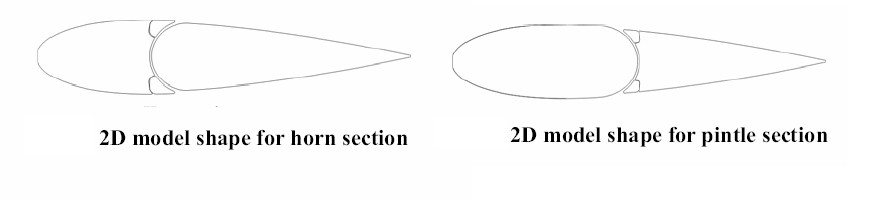 2D model shape for horn section
2D model shape for pintle section